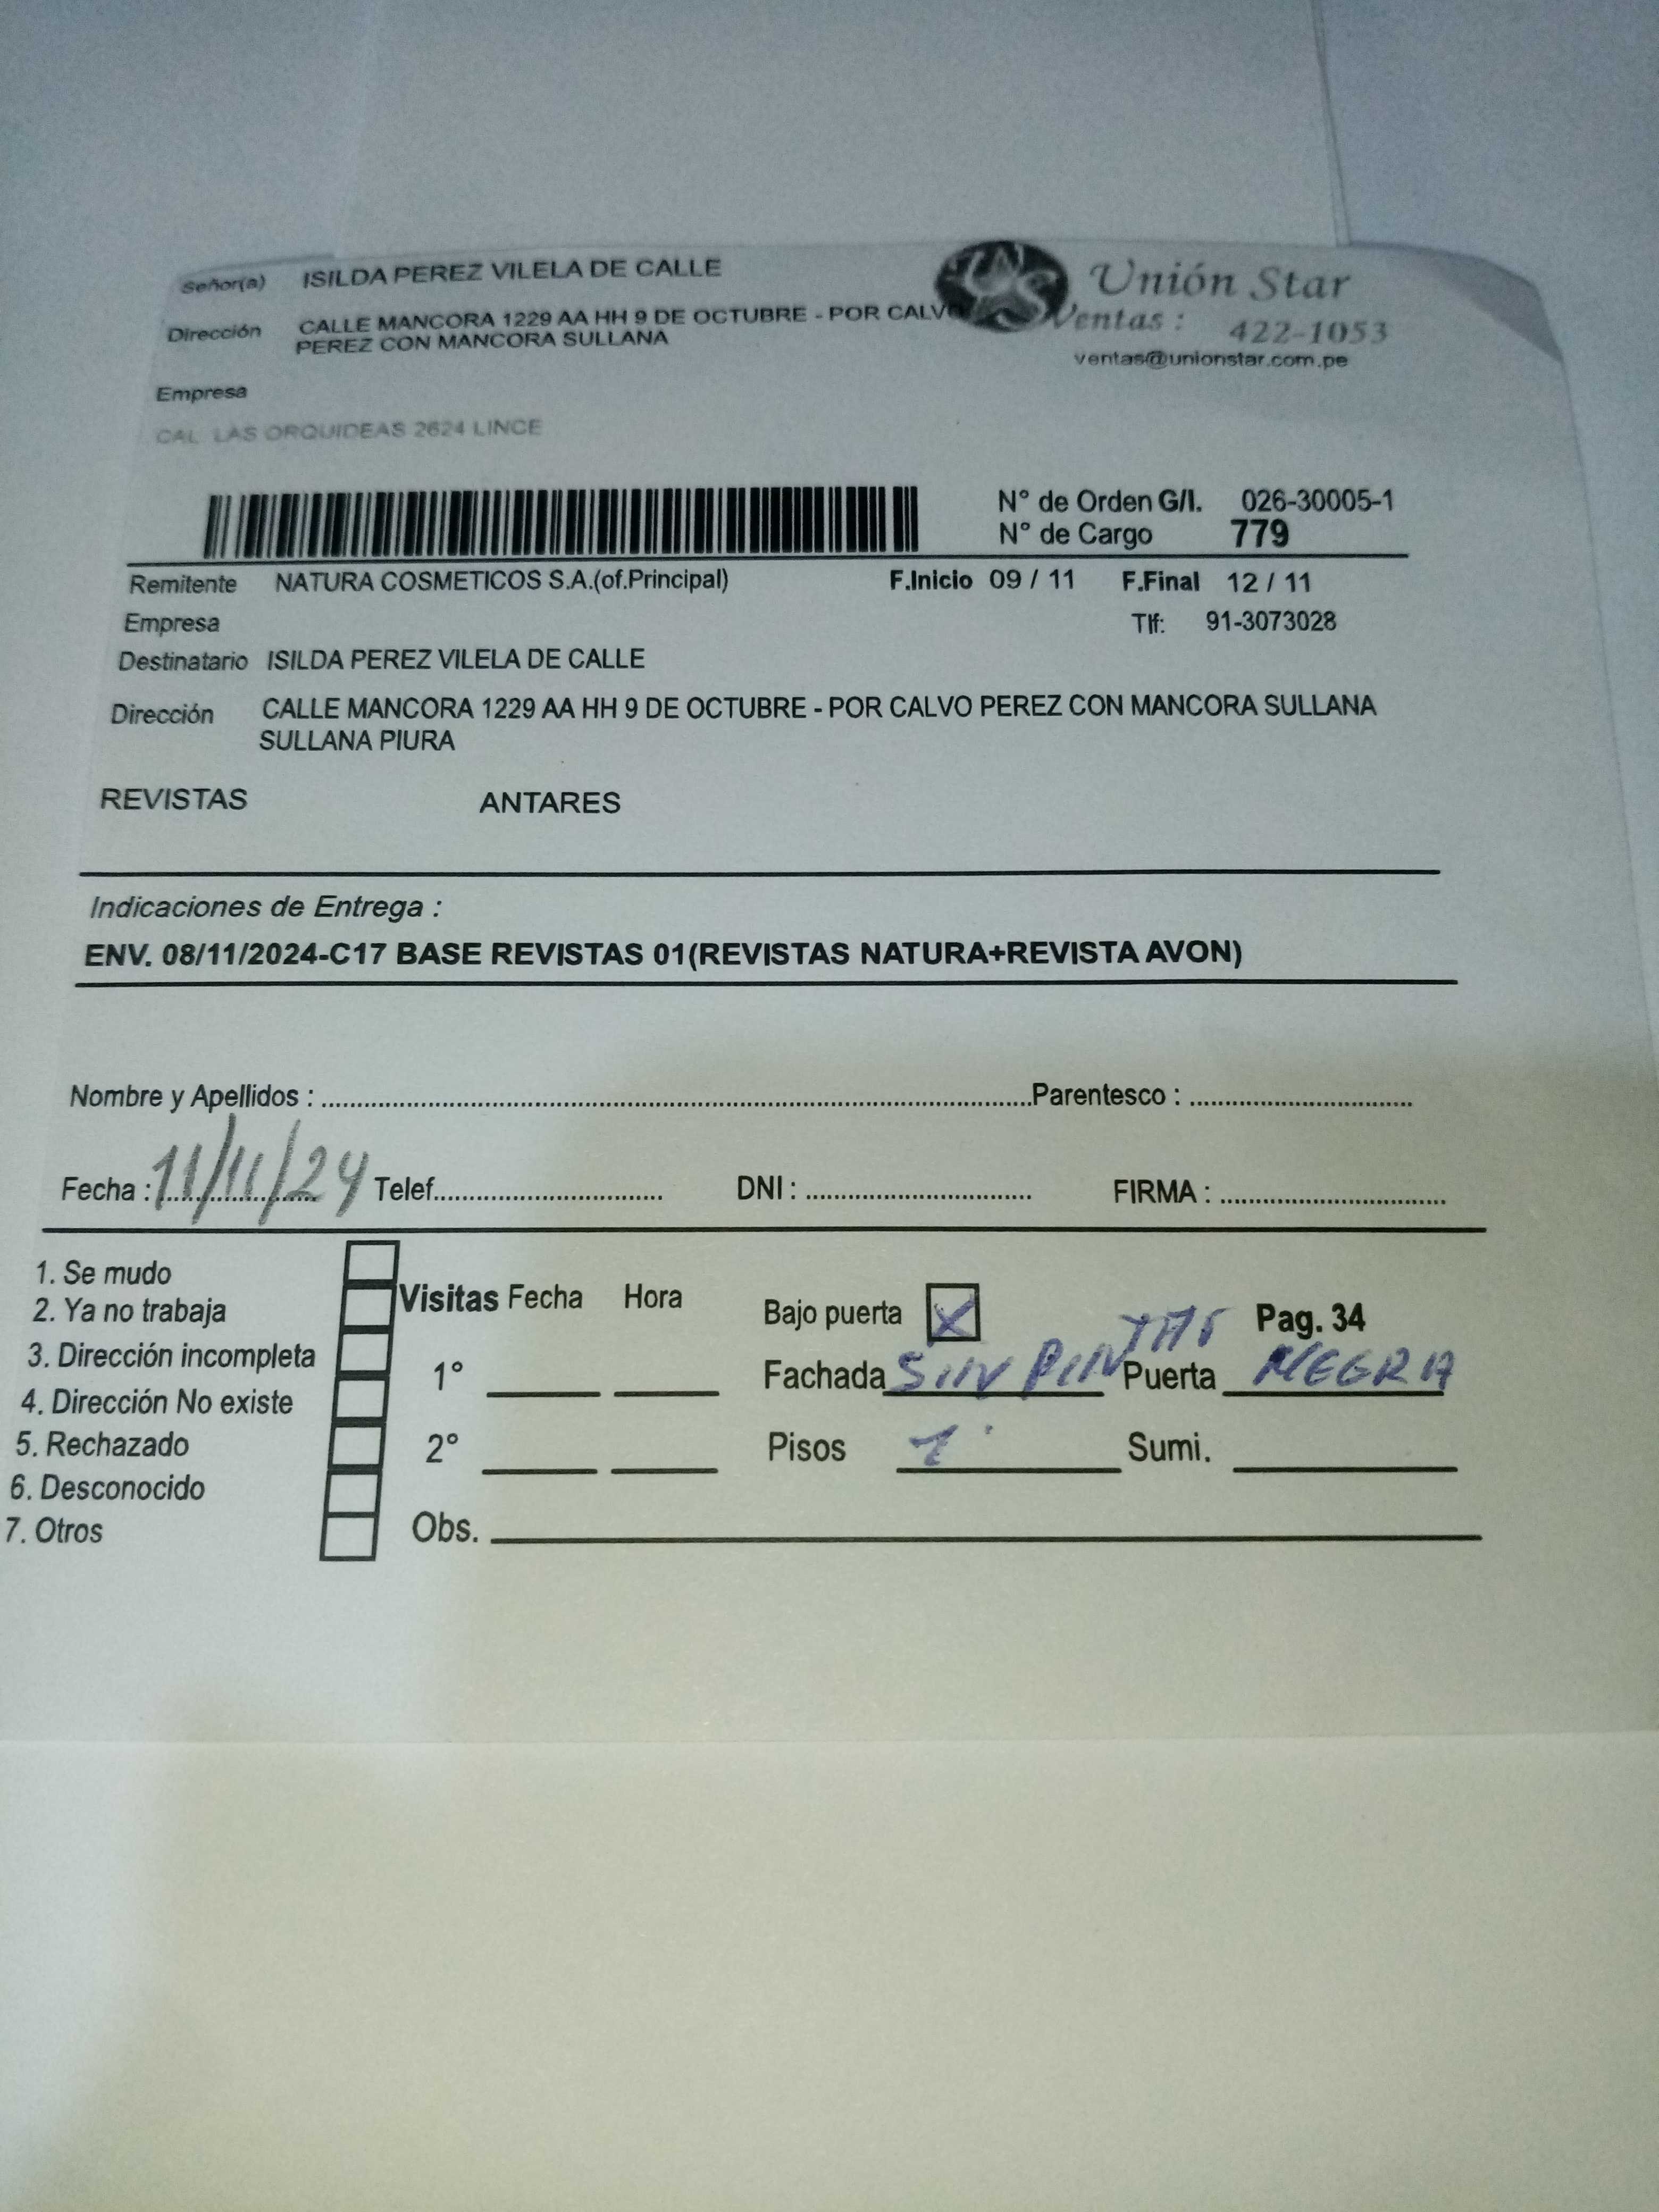 Señor(a) ISILDA PEREZ VILELA DE CALLE
Dirección CALLE MANCORA 1229 AA HH 9 DE OCTUBRE - POR CALV
PEREZ CON MANCORA SULLANA
Unión Star
Ventas : 422-1053
ventas@unionstar.com.pe
Empresa
CAL LAS ORQUIDEAS 2624 LINCE
N° de Orden G/I. 026-30005-1
N° de Cargo 779
Remitente NATURA COSMETICOS S.A.(of.Principal) F.Inicio 09 / 11 F.Final 12 / 11
Empresa Tlf: 91-3073028
Destinatario ISILDA PEREZ VILELA DE CALLE
Dirección CALLE MANCORA 1229 AA HH 9 DE OCTUBRE - POR CALVO PEREZ CON MANCORA SULLANA
SULLANA PIURA
REVISTAS ANTARES
Indicaciones de Entrega :
ENV. 08/11/2024-C17 BASE REVISTAS 01(REVISTAS NATURA+REVISTA AVON)
Nombre y Apellidos : Parentesco :
Fecha : 11/11/24 Telef. DNI : FIRMA :
1. Se mudo
2. Ya no trabaja
3. Dirección incompleta
4. Dirección No existe
5. Rechazado
6. Desconocido
7. Otros
Visitas Fecha Hora
1°
2°
Obs.
Bajo puerta X Pag. 34
Fachada SIN Puerta NEGRA
Pisos 1 Sumi.